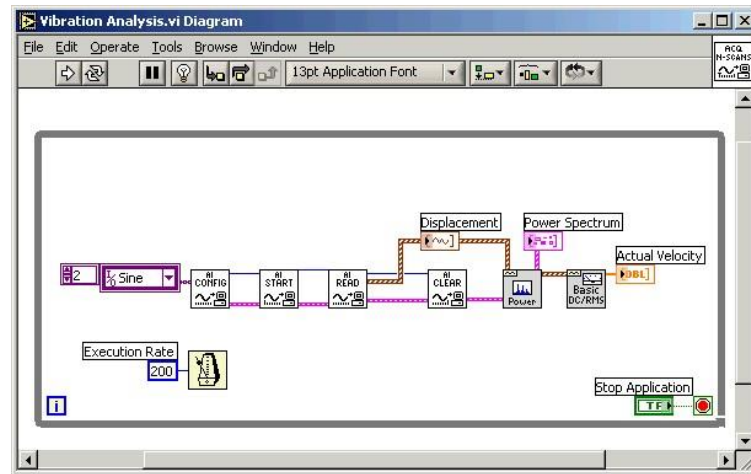 Vibration Analysis.vi Diagram
File Edit Operate Tools Browse Window Help
13pt Application Font
ACQ
N-SCANS
Displacement
Power Spectrum
Actual Velocity
2
I/O Sine
AI
CONFIG
AI
START
AI
READ
AI
CLEAR
Power
Basic
DC/RMS
DBL
Execution Rate
200
i
Stop Application
TF